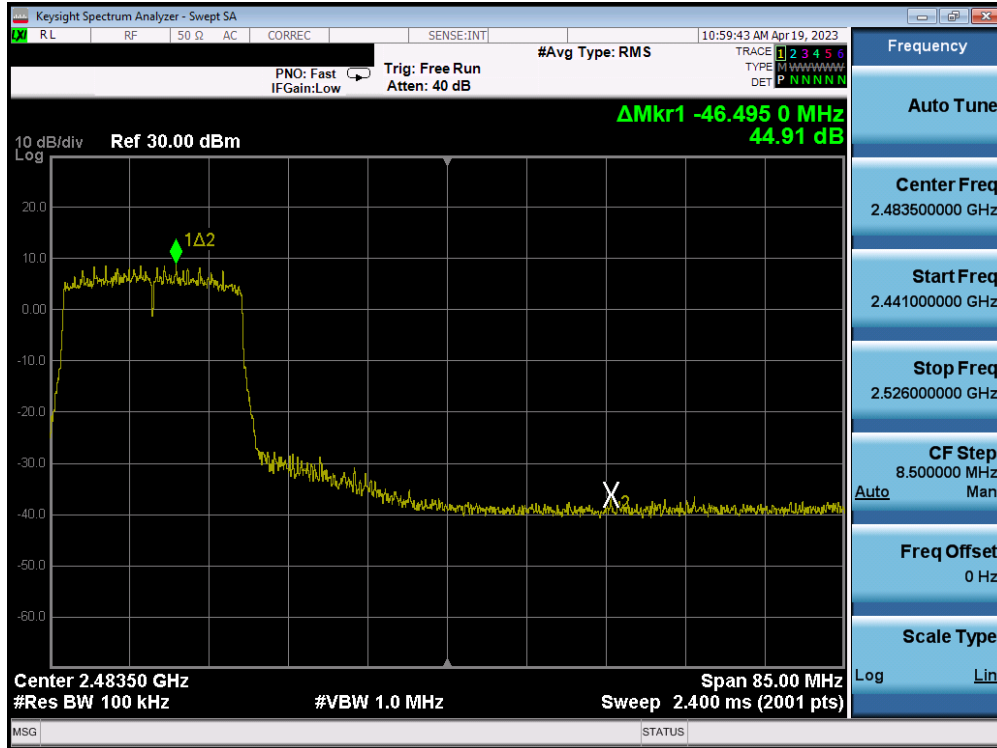 Keysight Spectrum Analyzer - Swept SA
LXI RL RF 50 Ω AC CORREC SENSE:INT 10:59:43 AM Apr 19, 2023
PNO: Fast
IFGain:Low
Trig: Free Run
Atten: 40 dB
#Avg Type: RMS
TRACE 1 2 3 4 5 6
TYPE M WWWWW
DET P N N N N N
ΔMkr1 -46.495 0 MHz
44.91 dB
10 dB/div Ref 30.00 dBm
Log
20.0
10.0
0.00
-10.0
-20.0
-30.0
-40.0
-50.0
-60.0
1Δ2
X2
Center 2.48350 GHz Span 85.00 MHz
#Res BW 100 kHz #VBW 1.0 MHz Sweep 2.400 ms (2001 pts)
MSG STATUS
Frequency
Auto Tune
Center Freq
2.483500000 GHz
Start Freq
2.441000000 GHz
Stop Freq
2.526000000 GHz
CF Step
8.500000 MHz
Auto Man
Freq Offset
0 Hz
Scale Type
Log Lin